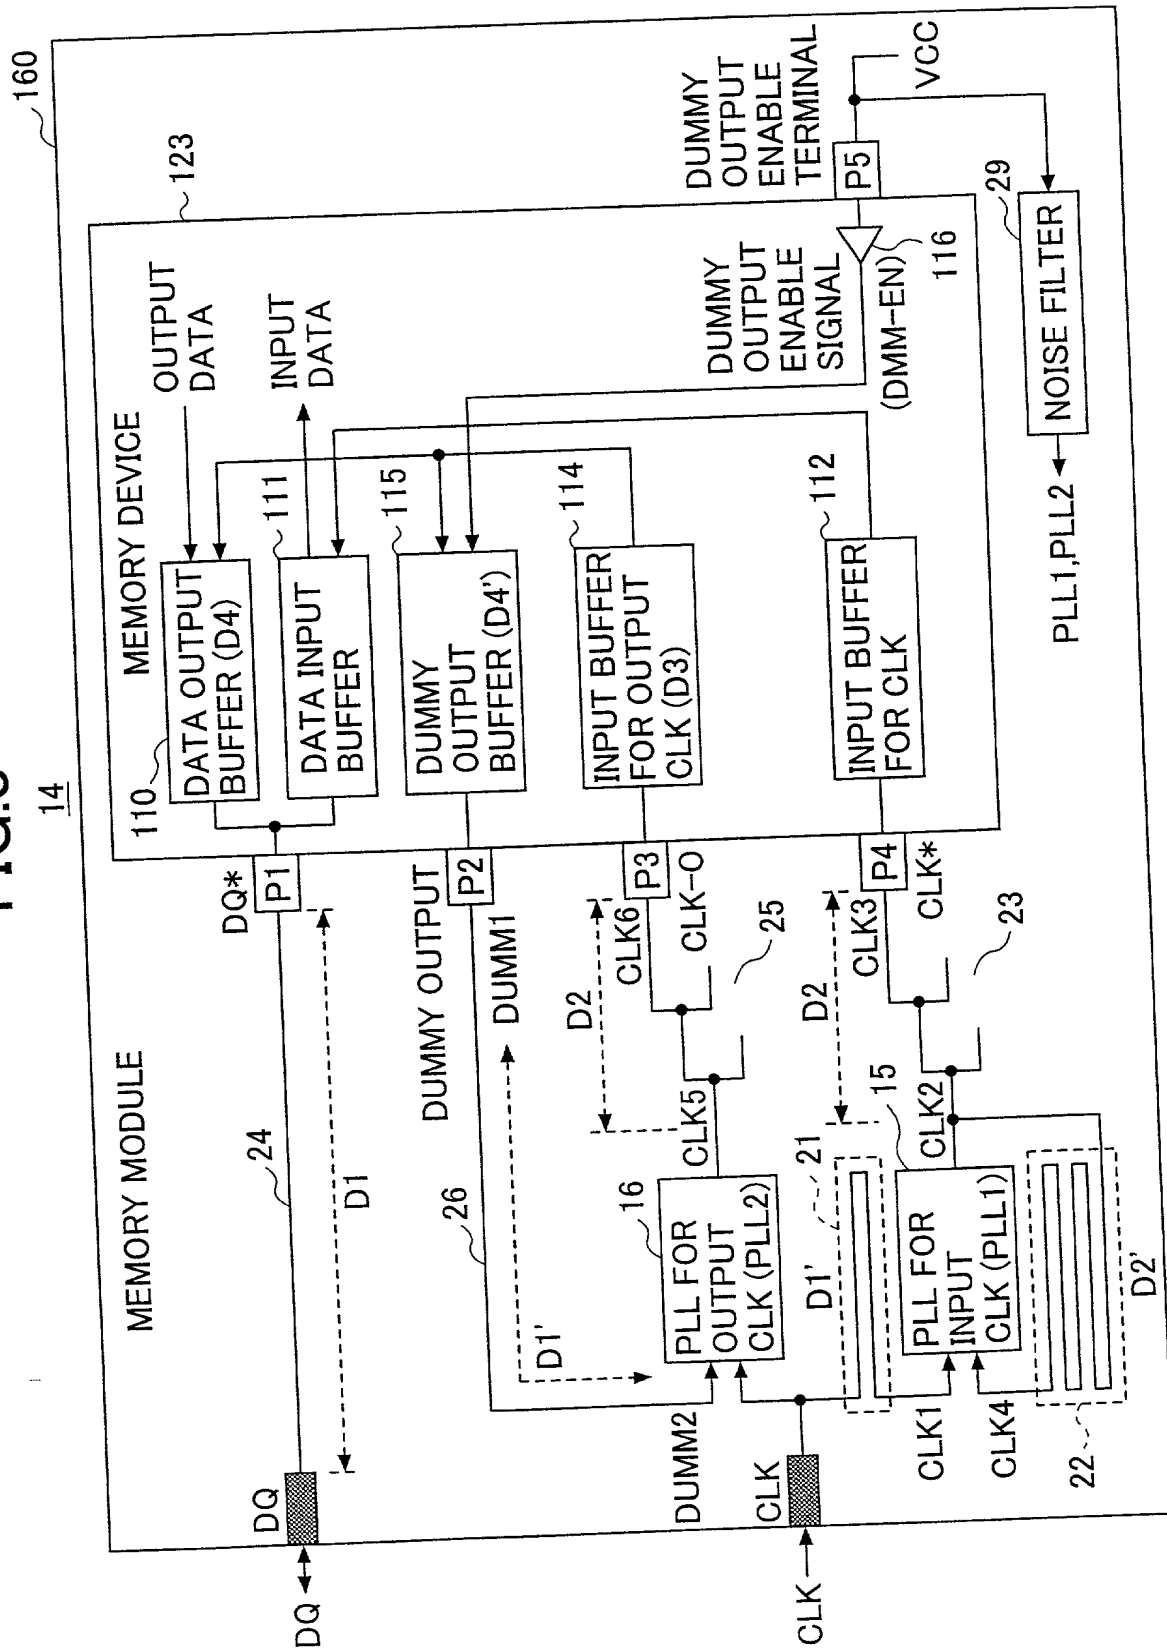 14
160
MEMORY MODULE
MEMORY DEVICE
123
110
DATA OUTPUT
BUFFER (D4)
OUTPUT
DATA
111
DATA INPUT
BUFFER
INPUT
DATA
DQ
DQ
24
D1
DQ*
P1
115
DUMMY
OUTPUT
BUFFER (D4')
DUMMY OUTPUT
DUMM1
P2
26
D1'
DUMM2
114
INPUT BUFFER
FOR OUTPUT
CLK (D3)
P3
CLK6
CLK-O
D2
25
CLK5
16
PLL FOR
OUTPUT
CLK (PLL2)
112
INPUT BUFFER
FOR CLK
P4
CLK3
CLK*
D2
23
CLK2
15
PLL FOR
INPUT
CLK (PLL1)
21
D1'
CLK
CLK
CLK1
CLK4
22
D2'
DUMMY
OUTPUT
ENABLE
SIGNAL
(DMM-EN)
116
DUMMY
OUTPUT
ENABLE
TERMINAL
P5
VCC
29
NOISE FILTER
PLL1,PLL2